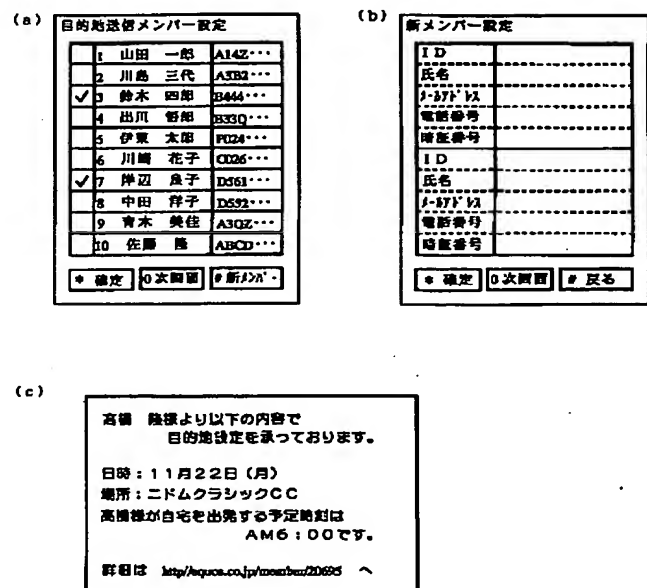 (a)
目的地送信メンバー設定
1 山田 一郎 A14Z・・・
2 川島 三代 A3B2・・・
✓ 3 鈴木 四郎 B444・・・
4 出川 哲郎 B33Q・・・
5 伊東 太郎 F024・・・
6 川崎 花子 C026・・・
✓ 7 岸辺 良子 D561・・・
8 中田 洋子 D592・・・
9 青木 美佳 A3QZ・・・
10 佐藤 隆 ABCD・・・
* 確定 0次画面 #新ﾒﾝﾊﾞｰ
(b)
新メンバー設定
ID
氏名
ﾒｰﾙｱﾄﾞﾚｽ
電話番号
暗証番号
ID
氏名
ﾒｰﾙｱﾄﾞﾚｽ
電話番号
暗証番号
* 確定 0次画面 # 戻る
(c)
高橋 隆様より以下の内容で
目的地設定を承っております。
日時：11月22日（月）
場所：ニドムクラシックCC
高橋様が自宅を出発する予定時刻は
AM6：00です。
詳細は http//equos.co.jp/member/20695 へ